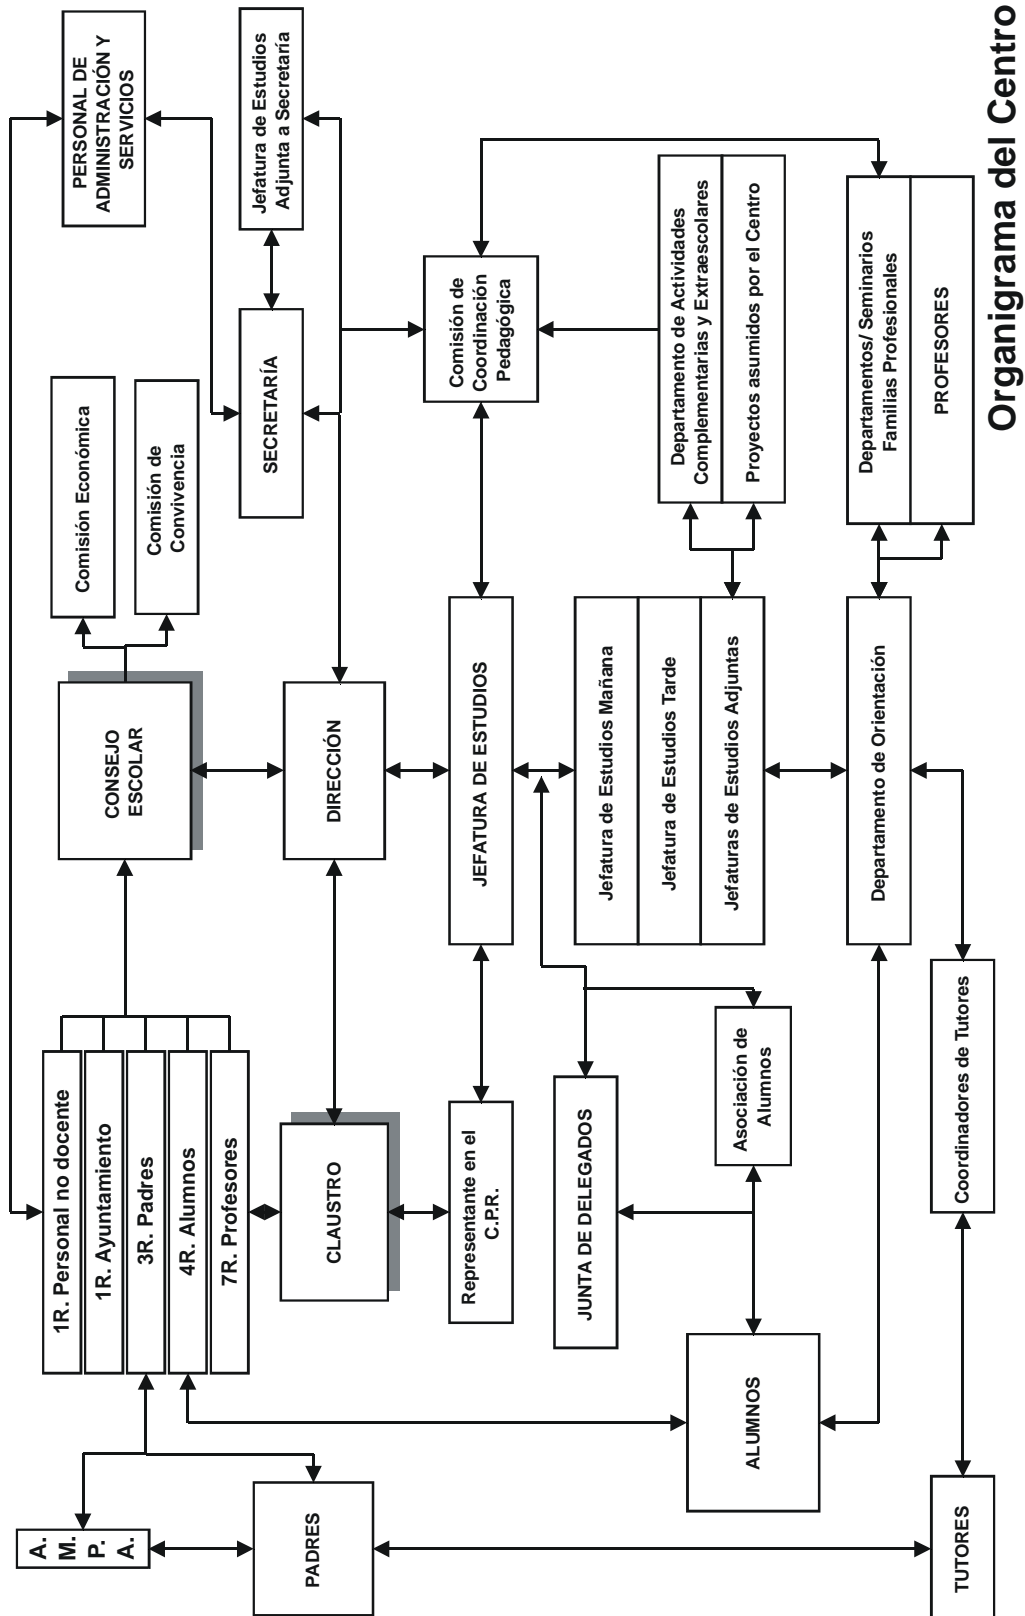 A.
M.
P.
A.
PADRES
TUTORES
1R. Personal no docente
1R. Ayuntamiento
3R. Padres
4R. Alumnos
7R. Profesores
CLAUSTRO
Representante en el
C.P.R.
JUNTA DE DELEGADOS
ALUMNOS
Asociación de
Alumnos
Coordinadores de Tutores
CONSEJO
ESCOLAR
DIRECCIÓN
JEFATURA DE ESTUDIOS
Jefatura de Estudios Mañana
Jefatura de Estudios Tarde
Jefaturas de Estudios Adjuntas
Departamento de Orientación
Comisión Económica
Comisión de
Convivencia
SECRETARÍA
Comisión de
Coordinación
Pedagógica
Departamento de Actividades
Complementarias y Extraescolares
Proyectos asumidos por el Centro
Departamentos/ Seminarios
Familias Profesionales
PROFESORES
PERSONAL DE
ADMINISTRACIÓN Y
SERVICIOS
Jefatura de Estudios
Adjunta a Secretaría
Organigrama del Centro